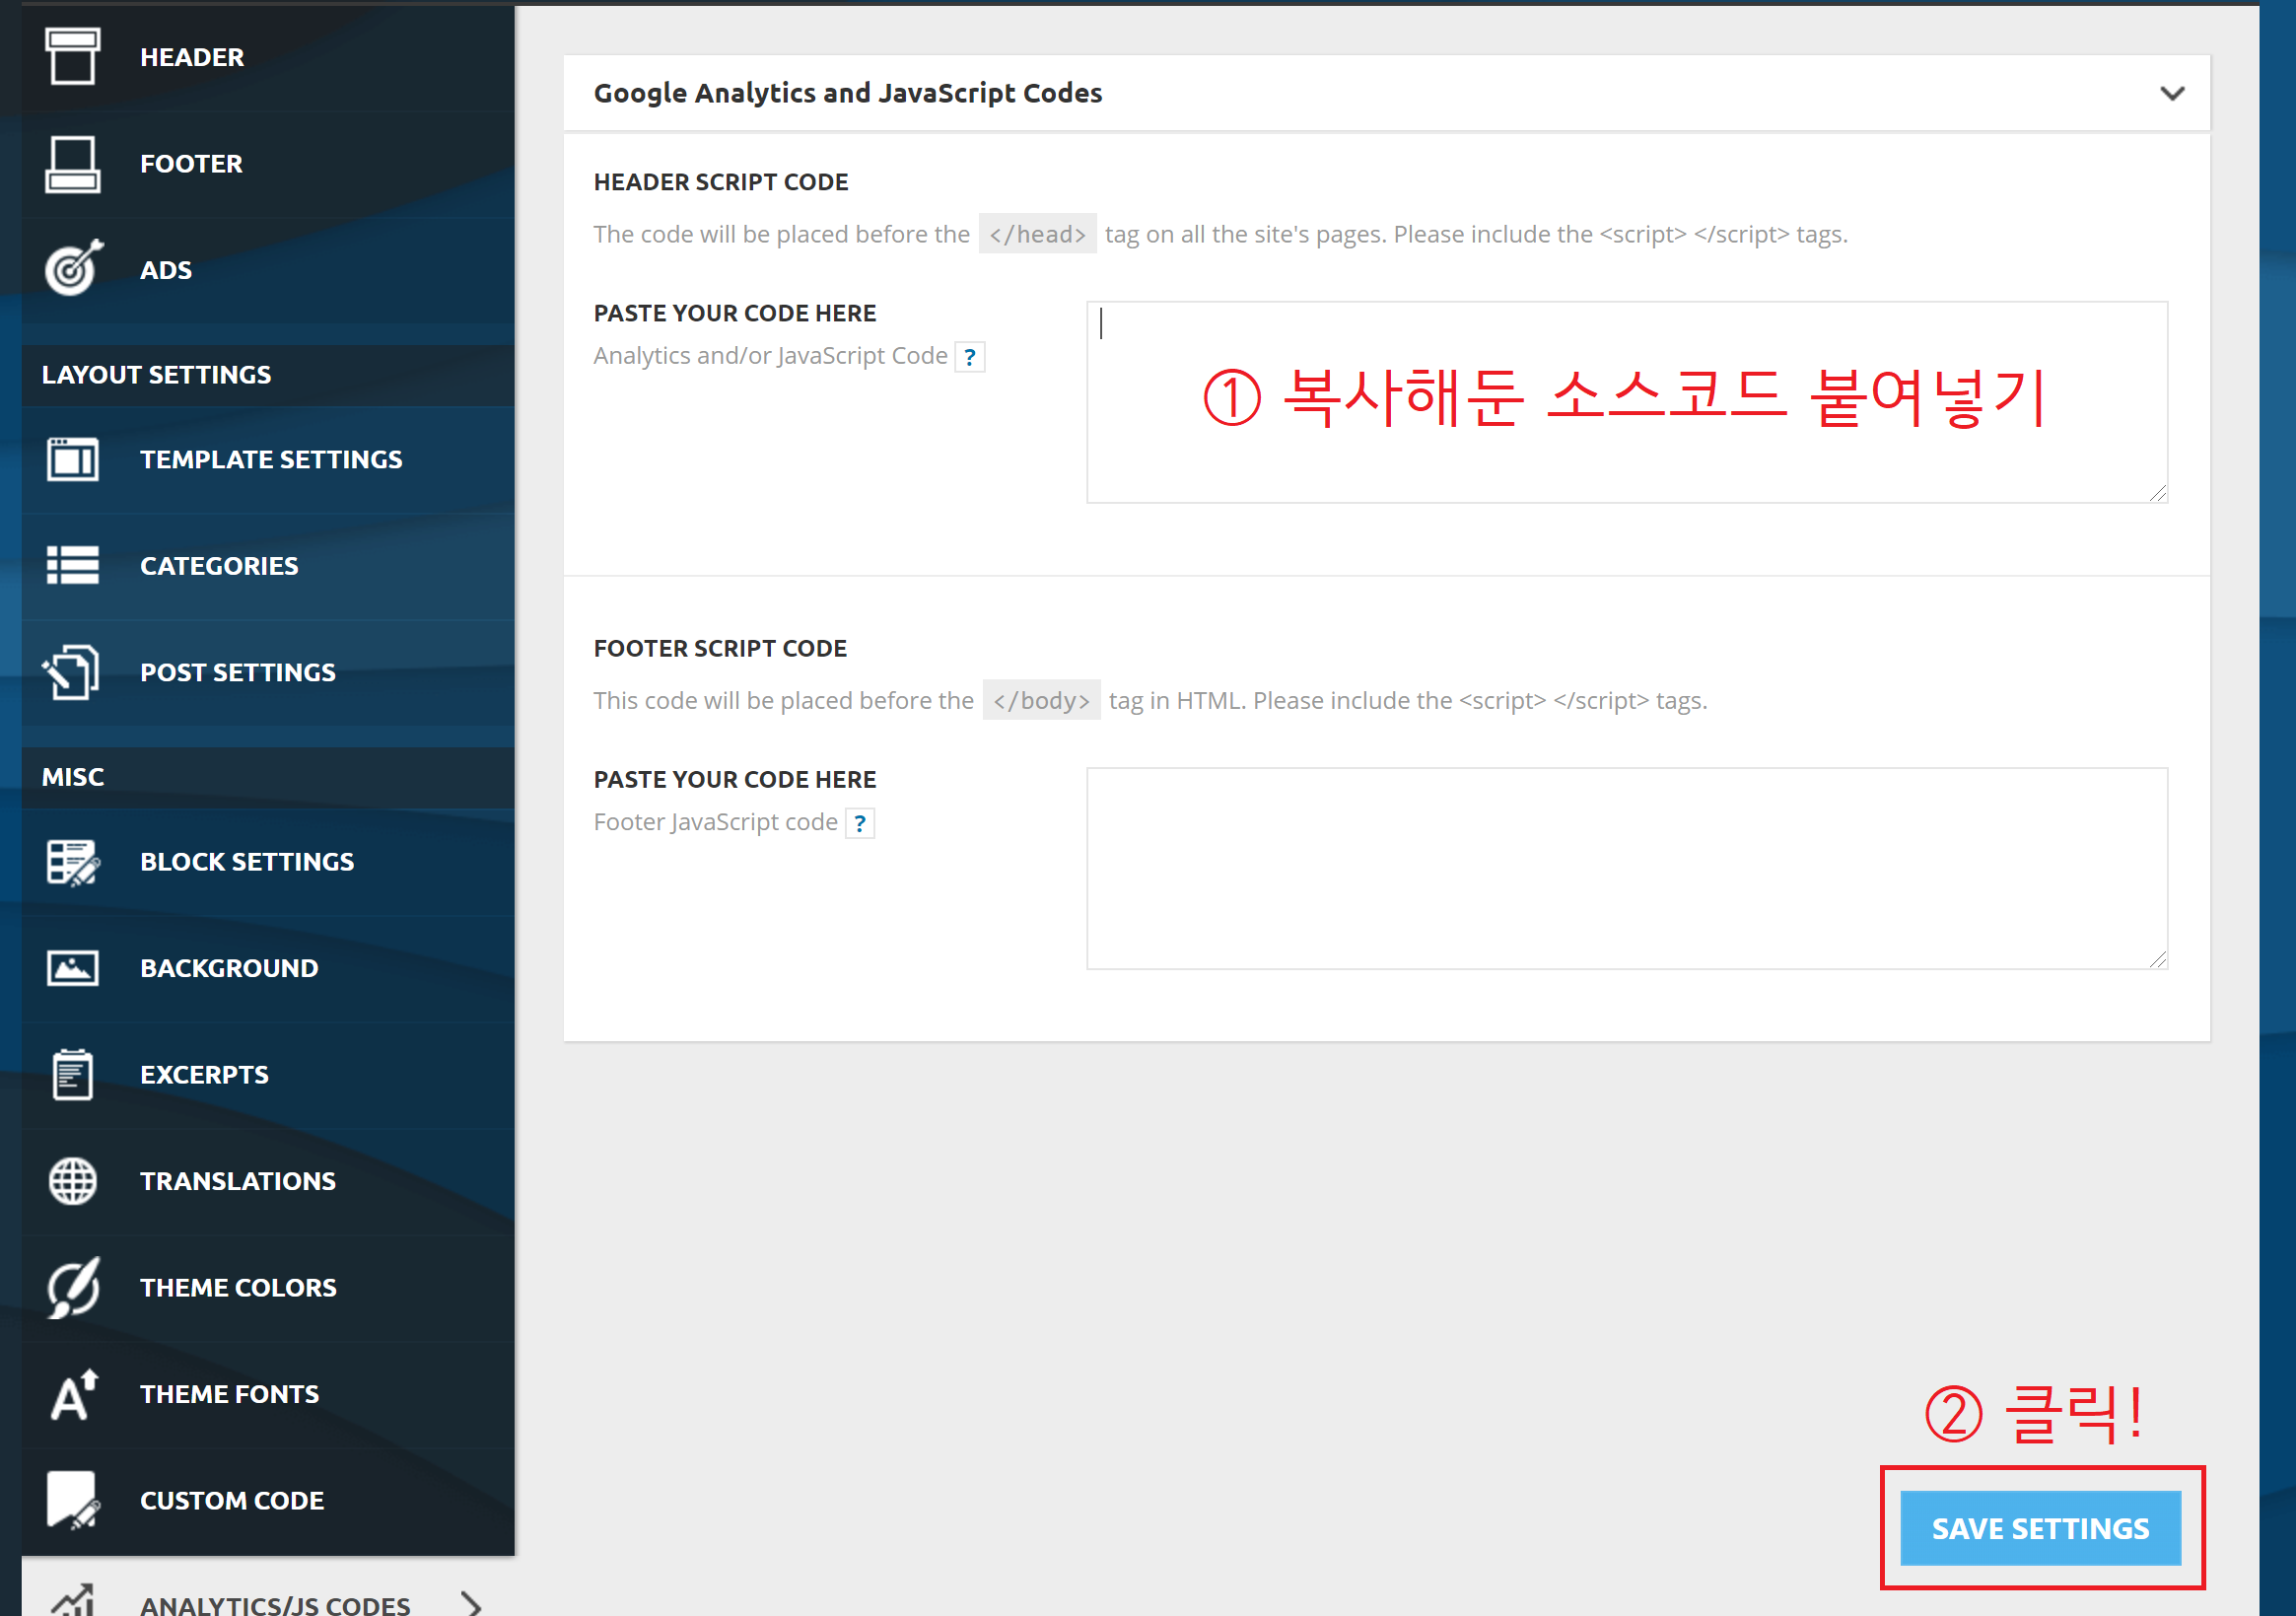 HEADER
FOOTER
ADS
LAYOUT SETTINGS
TEMPLATE SETTINGS
CATEGORIES
POST SETTINGS
MISC
BLOCK SETTINGS
BACKGROUND
EXCERPTS
TRANSLATIONS
THEME COLORS
THEME FONTS
CUSTOM CODE
ANALYTICS/JS CODES
Google Analytics and JavaScript Codes
HEADER SCRIPT CODE
The code will be placed before the </head> tag on all the site's pages. Please include the <script> </script> tags.
PASTE YOUR CODE HERE
Analytics and/or JavaScript Code ?
① 복사해둔 소스코드 붙여넣기
FOOTER SCRIPT CODE
This code will be placed before the </body> tag in HTML. Please include the <script> </script> tags.
PASTE YOUR CODE HERE
Footer JavaScript code ?
② 클릭!
SAVE SETTINGS